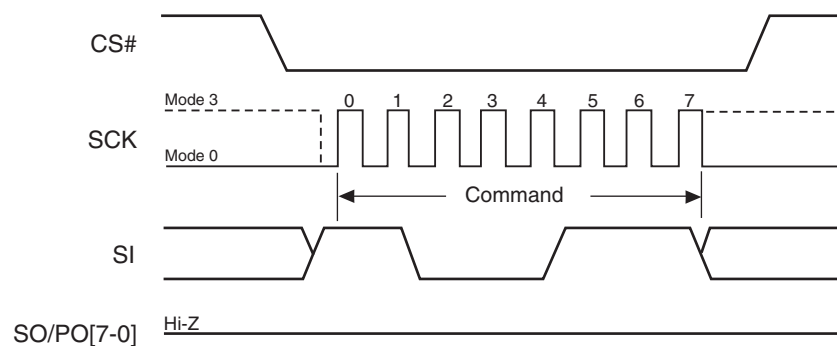 CS#
Mode 3
0 1 2 3 4 5 6 7
SCK
Mode 0
Command
SI
Hi-Z
SO/PO[7-0]